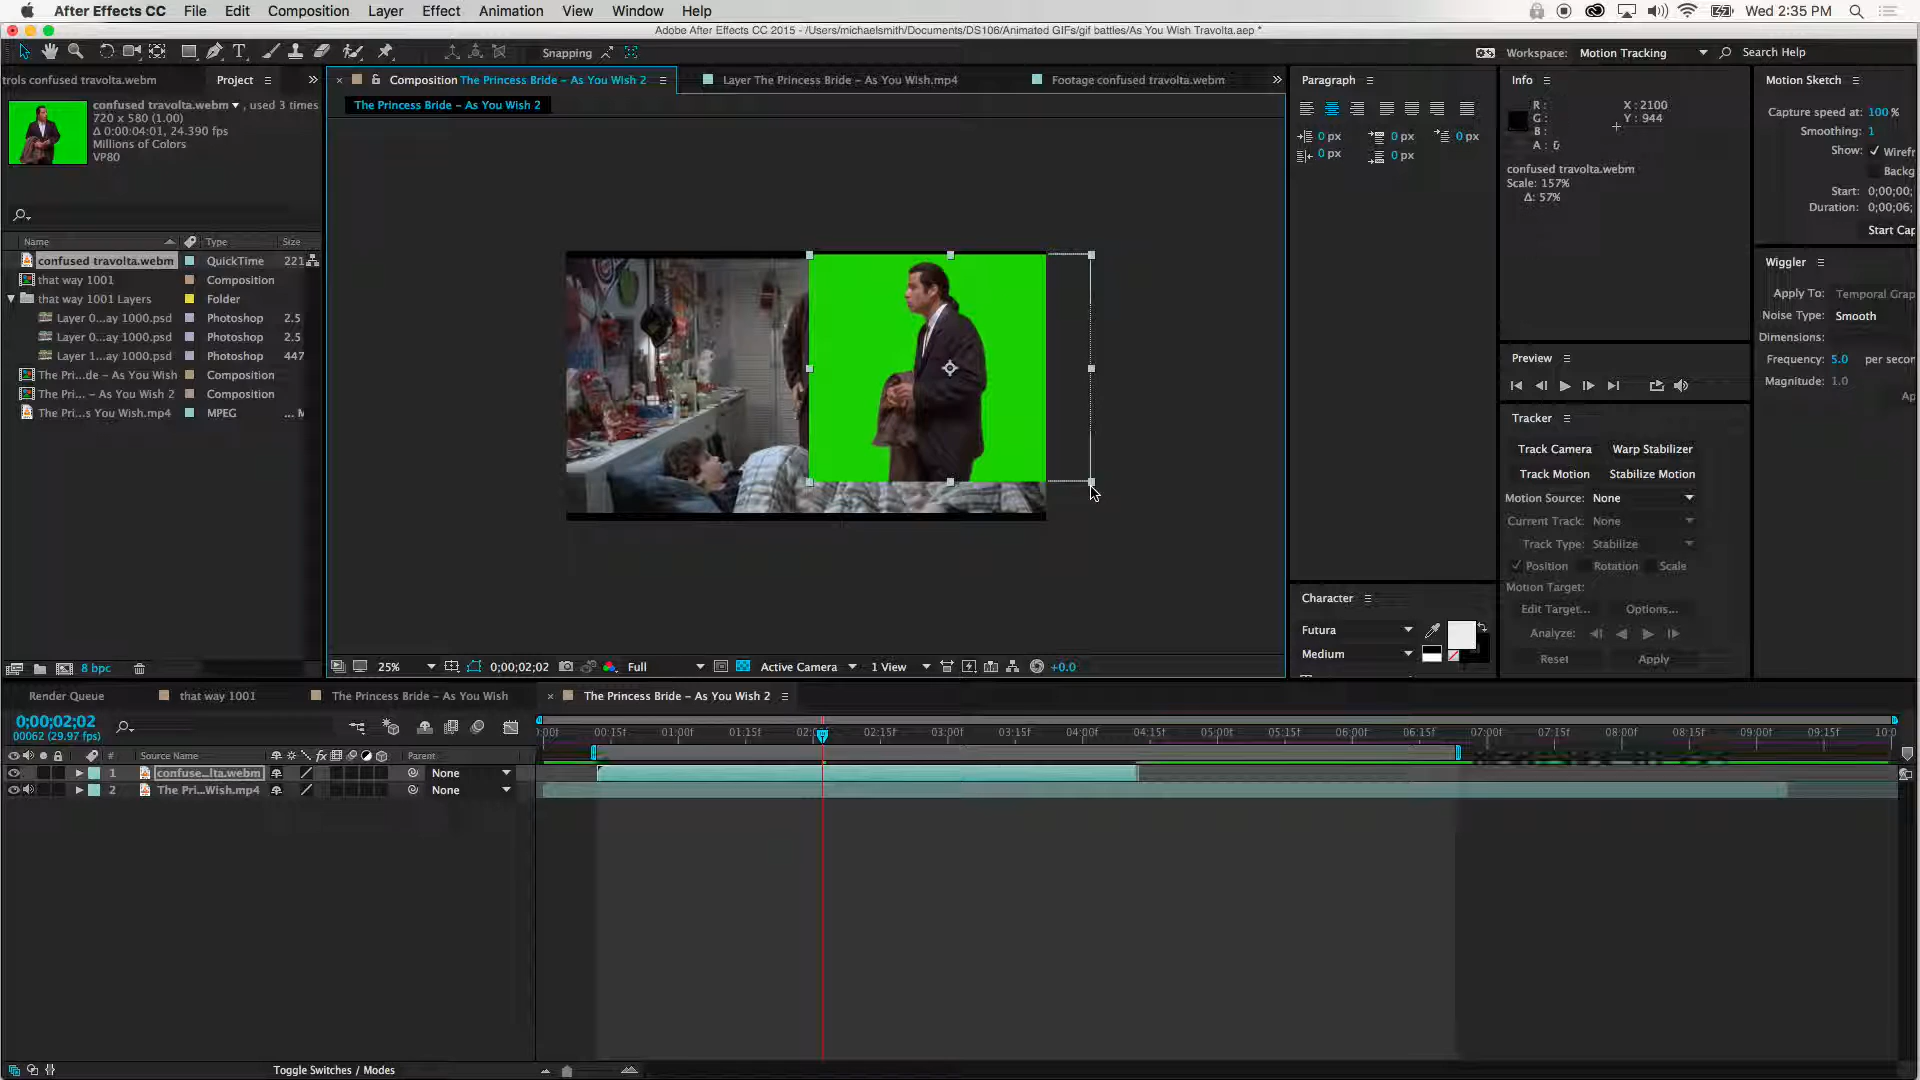 After Effects CC File Edit Composition Layer Effect Animation View Window Help Wed 2:35 PM
Adobe After Effects CC 2015 - /Users/michaelsmith/Documents/DS106/Animated GIFs/gif battles/As You Wish Travolta.aep *
Snapping Workspace: Motion Tracking Search Help
trols confused travolta.webm Project Composition The Princess Bride – As You Wish 2 Layer The Princess Bride – As You Wish.mp4 Footage confused travolta.webm Paragraph Info Motion Sketch
The Princess Bride – As You Wish 2
confused travolta.webm , used 3 times
720 x 580 (1.00)
Δ 0:00:04:01, 24.390 fps
Millions of Colors
VP80
0 px 0 px 0 px
0 px 0 px
R : X : 2100
G : Y : 944
B :
A : 0
confused travolta.webm
Scale: 157%
Δ: 57%
Capture speed at: 100 %
Smoothing: 1
Show: Wirefr
Backg
Start: 0;00;00;
Duration: 0;00;06;
Start Cap
Name Type Size
confused travolta.webm QuickTime 221
that way 1001 Composition
that way 1001 Layers Folder
Layer 0...ay 1000.psd Photoshop 2.5
Layer 0...ay 1000.psd Photoshop 2.5
Layer 1...ay 1000.psd Photoshop 447
The Pri...de – As You Wish Composition
The Pri... – As You Wish 2 Composition
The Pri...s You Wish.mp4 MPEG ... M
Wiggler
Apply To: Temporal Grap
Noise Type: Smooth
Dimensions:
Frequency: 5.0 per secon
Magnitude: 1.0
Ap
Preview
Tracker
Track Camera Warp Stabilizer
Track Motion Stabilize Motion
Motion Source: None
Current Track: None
Track Type: Stabilize
Position Rotation Scale
Motion Target:
Edit Target... Options...
Analyze:
Reset Apply
Character
Futura
Medium
8 bpc
25% 0;00;02;02 Full Active Camera 1 View +0.0
Render Queue that way 1001 The Princess Bride – As You Wish The Princess Bride – As You Wish 2
0;00;02;02
00062 (29.97 fps)
:00f 00:15f 01:00f 01:15f 02:0 02:15f 03:00f 03:15f 04:00f 04:15f 05:00f 05:15f 06:00f 06:15f 07:00f 07:15f 08:00f 08:15f 09:00f 09:15f 10:0
# Source Name fx Parent
1 confuse...lta.webm None
2 The Pri...Wish.mp4 None
Toggle Switches / Modes